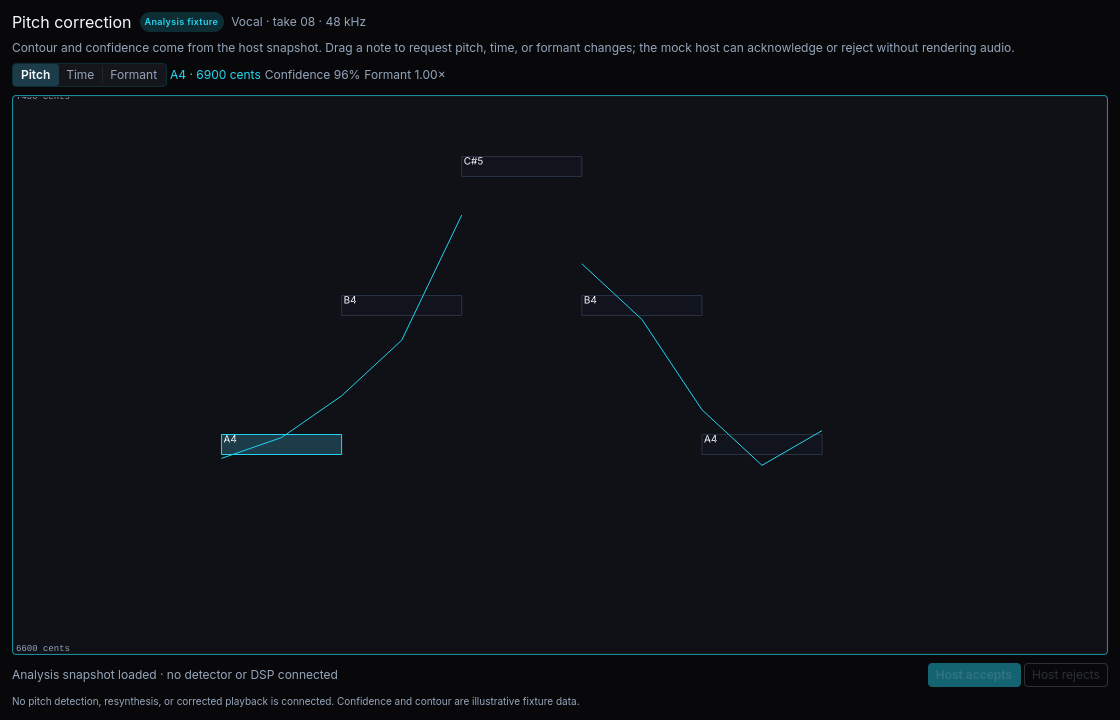 Pitch correction Analysis fixture Vocal · take 08 · 48 kHz
Contour and confidence come from the host snapshot. Drag a note to request pitch, time, or formant changes; the mock host can acknowledge or reject without rendering audio.
Pitch Time Formant A4 · 6900 cents Confidence 96% Formant 1.00×
C#5
B4 B4
A4 A4
6600 cents
Analysis snapshot loaded · no detector or DSP connected Host accepts Host rejects
No pitch detection, resynthesis, or corrected playback is connected. Confidence and contour are illustrative fixture data.